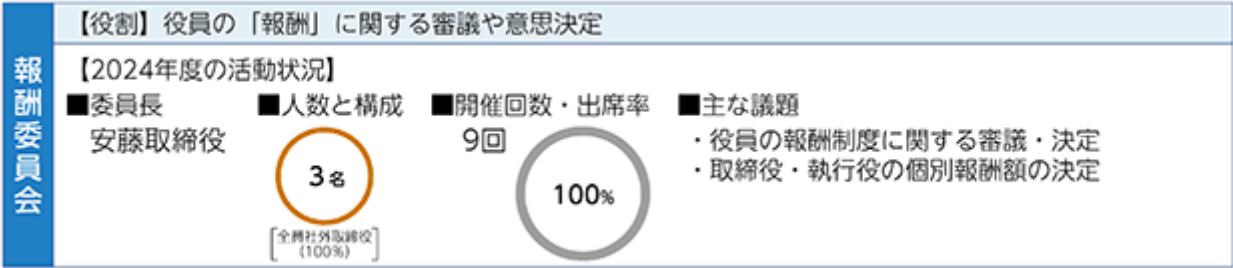 報酬委員会
【役割】役員の「報酬」に関する審議や意思決定
【2024年度の活動状況】
■委員長
安藤取締役
■人数と構成
3名
[全員社外取締役
(100%)]
■開催回数・出席率
9回
100%
■主な議題
・役員の報酬制度に関する審議・決定
・取締役・執行役の個別報酬額の決定